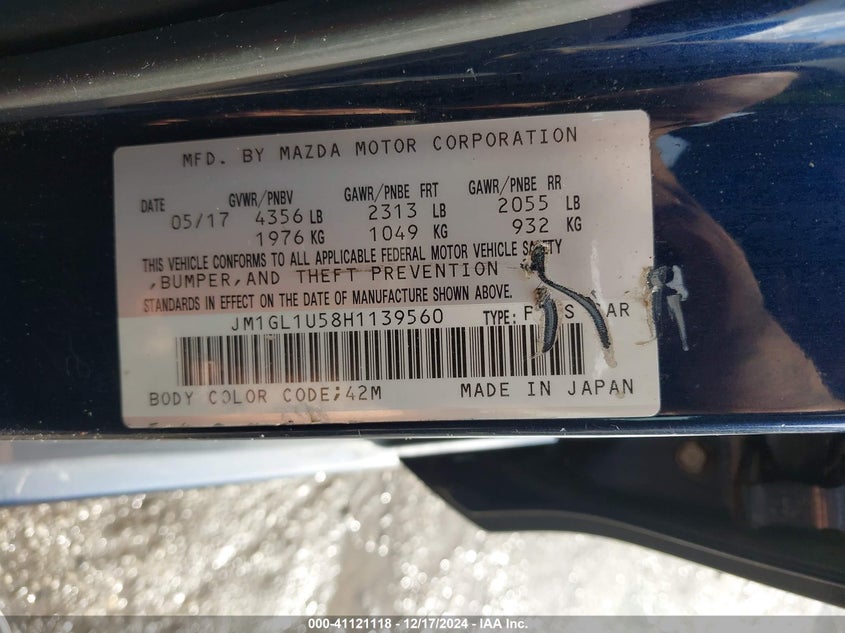 MFD. BY MAZDA MOTOR CORPORATION
DATE GVWR/PNBV GAWR/PNBE FRT GAWR/PNBE RR
05/17 4356 LB 2313 LB 2055 LB
1976 KG 1049 KG 932 KG
THIS VEHICLE CONFORMS TO ALL APPLICABLE FEDERAL MOTOR VEHICLE SAFETY
,BUMPER,AND THEFT PREVENTION
STANDARDS IN EFFECT ON THE DATE OF MANUFACTURE SHOWN ABOVE.
JM1GL1U58H1139560 TYPE:
BODY COLOR CODE;42M MADE IN JAPAN
000-41121118 - 12/17/2024 - IAA Inc.